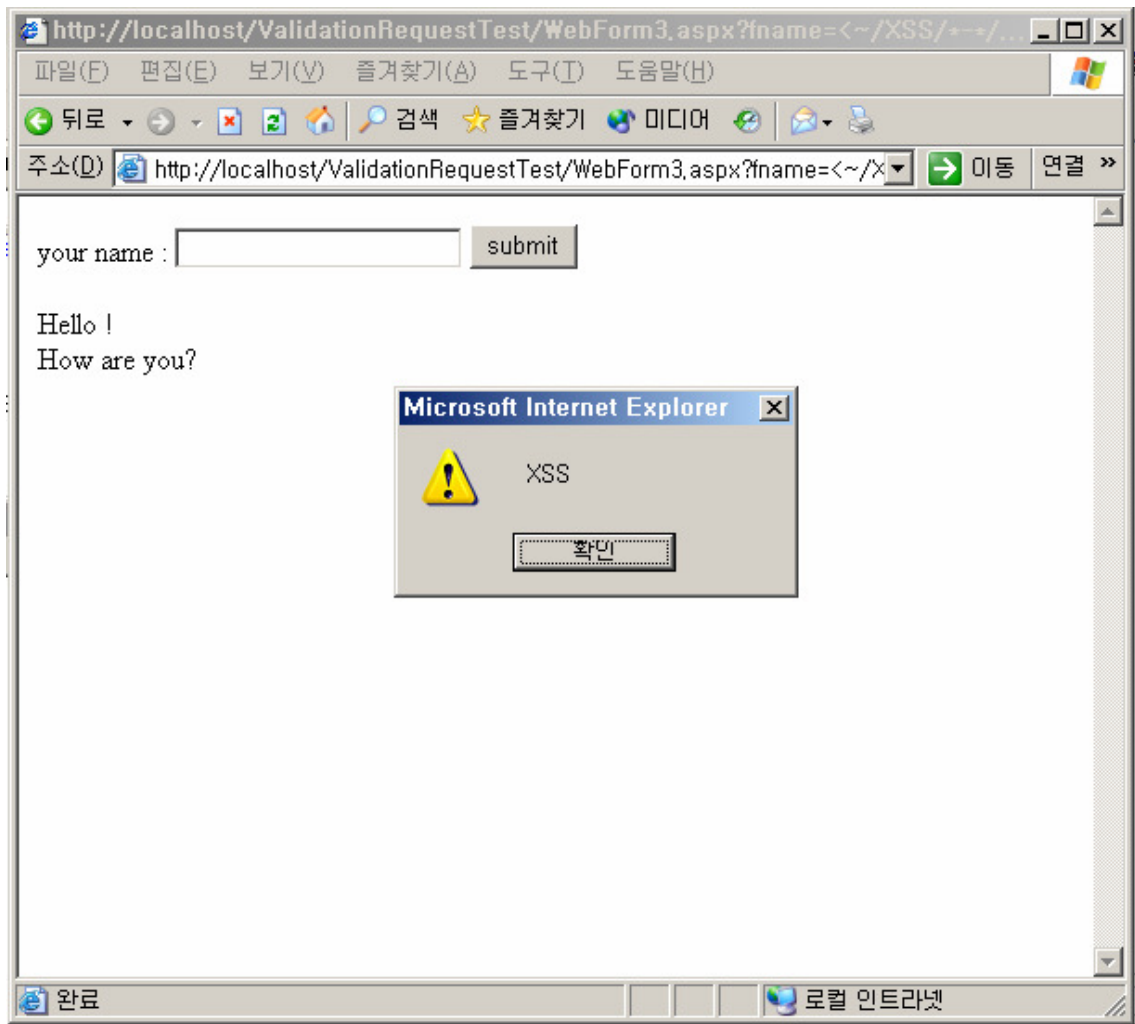 http://localhost/ValidationRequestTest/WebForm3.aspx?fname=<~/XSS/*-*/...
파일(F) 편집(E) 보기(V) 즐겨찾기(A) 도구(T) 도움말(H)
뒤로 검색 즐겨찾기 미디어
주소(D) http://localhost/ValidationRequestTest/WebForm3.aspx?fname=<~/X 이동 연결 »
your name : submit
Hello !
How are you?
Microsoft Internet Explorer
XSS
확인
완료 로컬 인트라넷